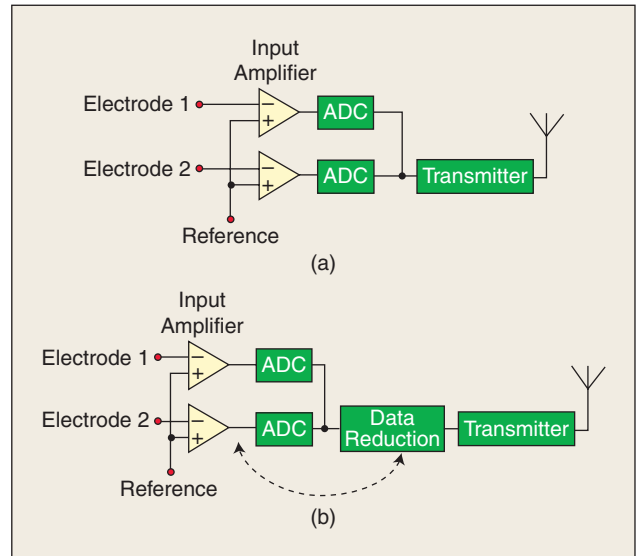 Input
Amplifier
Electrode 1
−
+
ADC
Electrode 2
−
+
ADC
Transmitter
Reference
(a)
Input
Amplifier
Electrode 1
−
+
ADC
Electrode 2
−
+
ADC
Data
Reduction
Transmitter
Reference
(b)